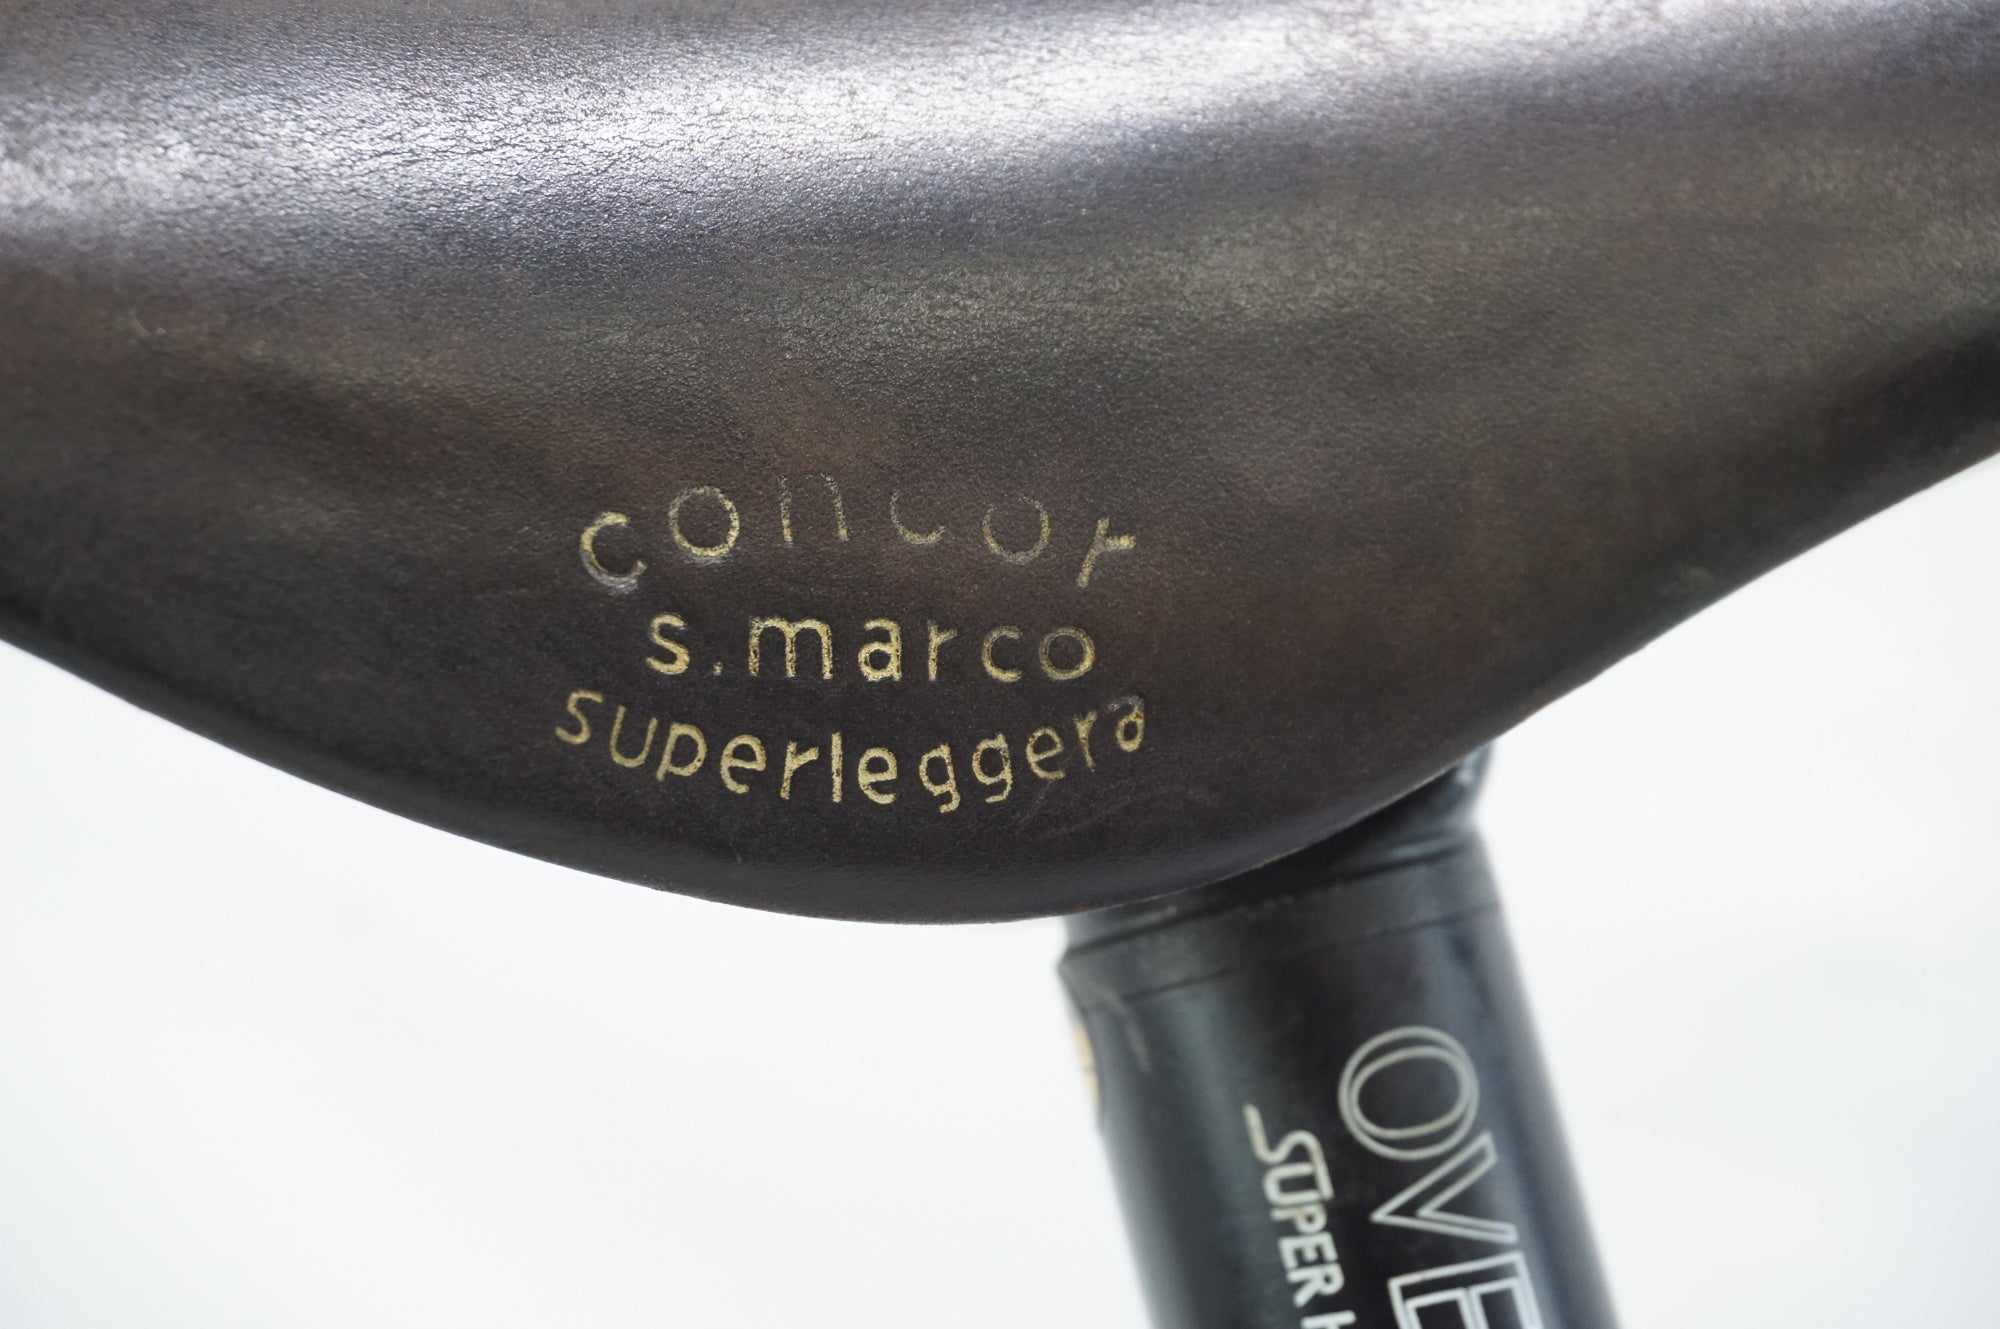 concor
s.marco
superleggera
OVE
SUPER